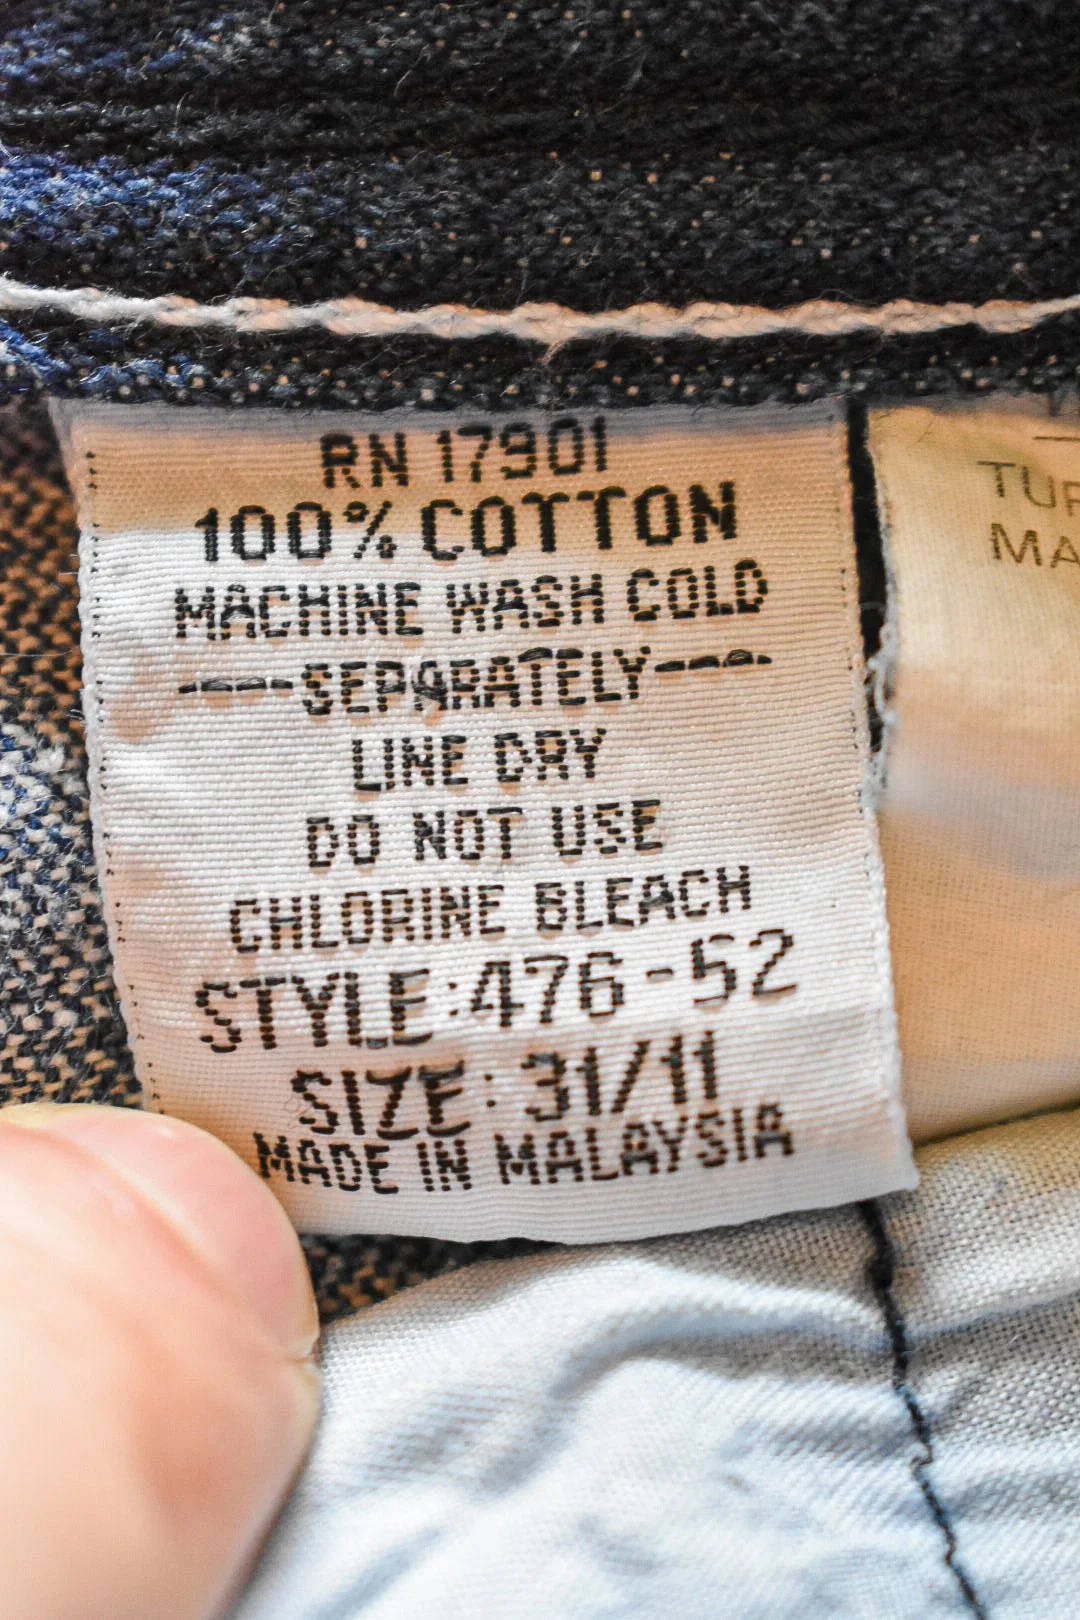 RN 17901
100% COTTON
MACHINE WASH COLD
----SEPARATELY----
LINE DRY
DO NOT USE
CHLORINE BLEACH
STYLE:476-52
SIZE: 31/11
MADE IN MALAYSIA
MA